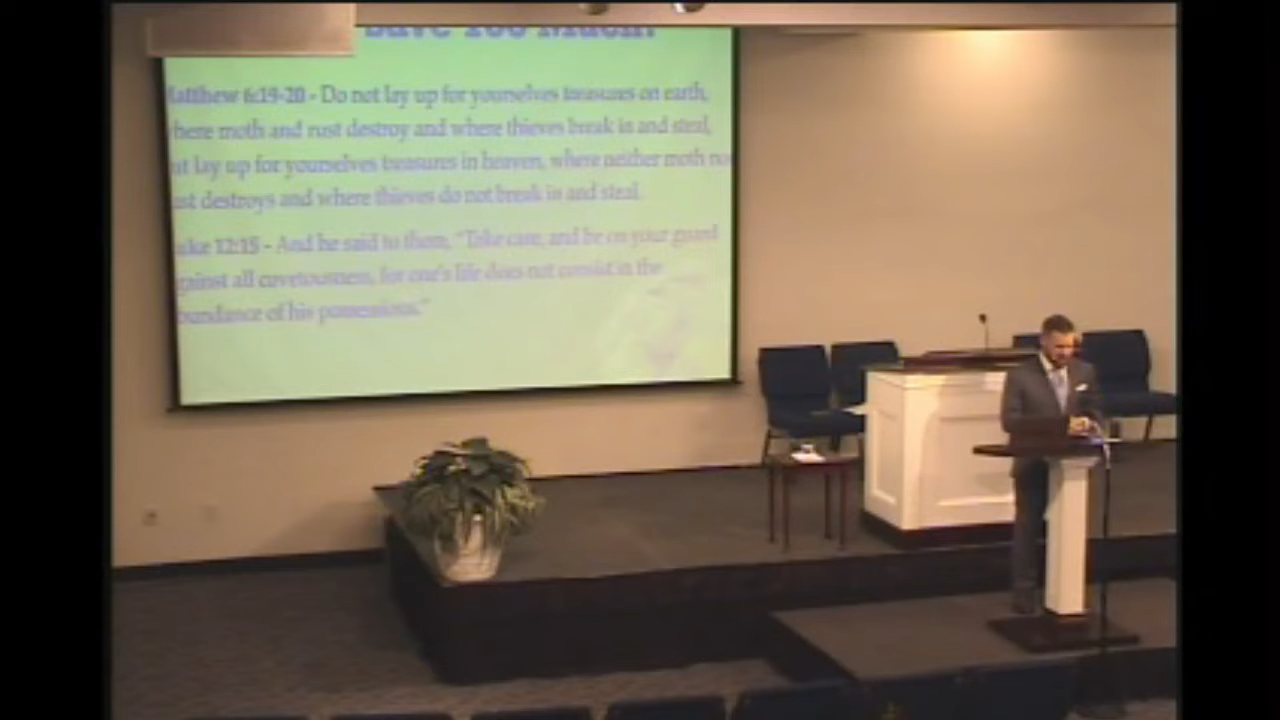 Save Too Much?
Matthew 6:19-20 - Do not lay up for yourselves treasures on earth,
where moth and rust destroy and where thieves break in and steal,
but lay up for yourselves treasures in heaven, where neither moth nor
rust destroys and where thieves do not break in and steal.
Luke 12:15 - And he said to them, "Take care, and be on your guard
against all covetousness, for one's life does not consist in the
abundance of his possessions."